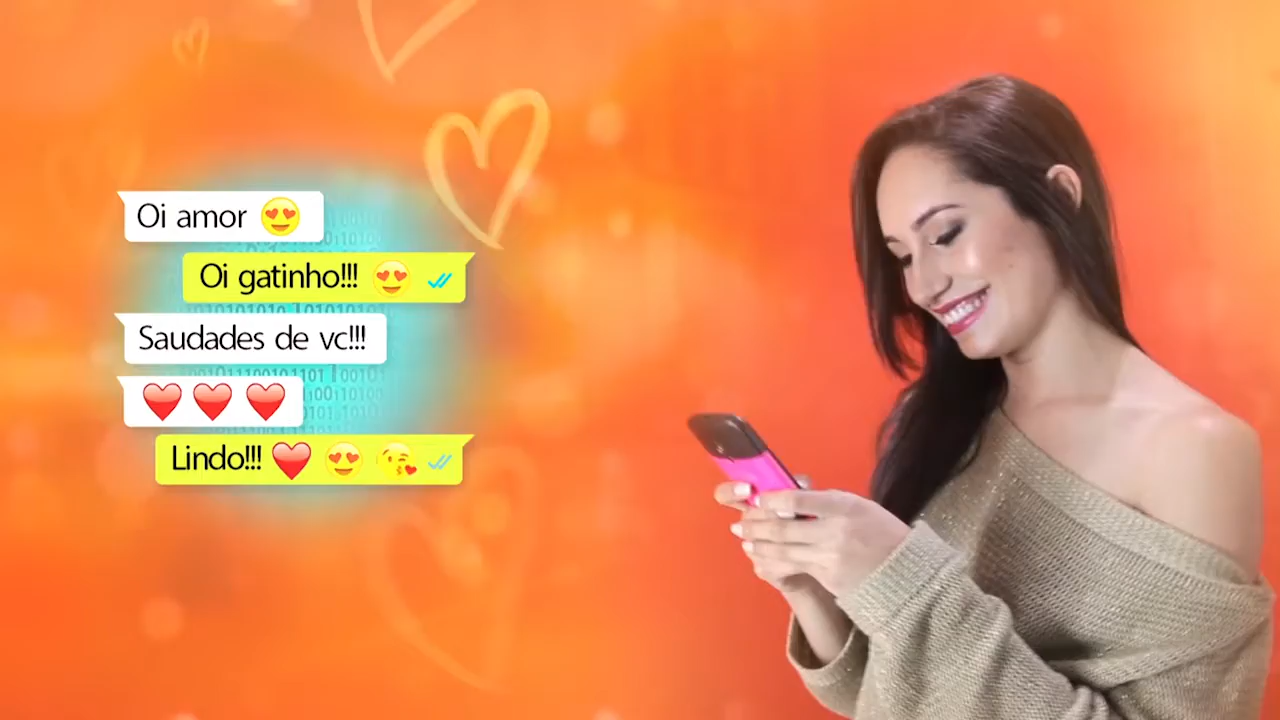 Oi amor 😍
Oi gatinho!!! 😍
Saudades de vc!!!
❤️ ❤️ ❤️
Lindo!!! ❤️ 😍 😘